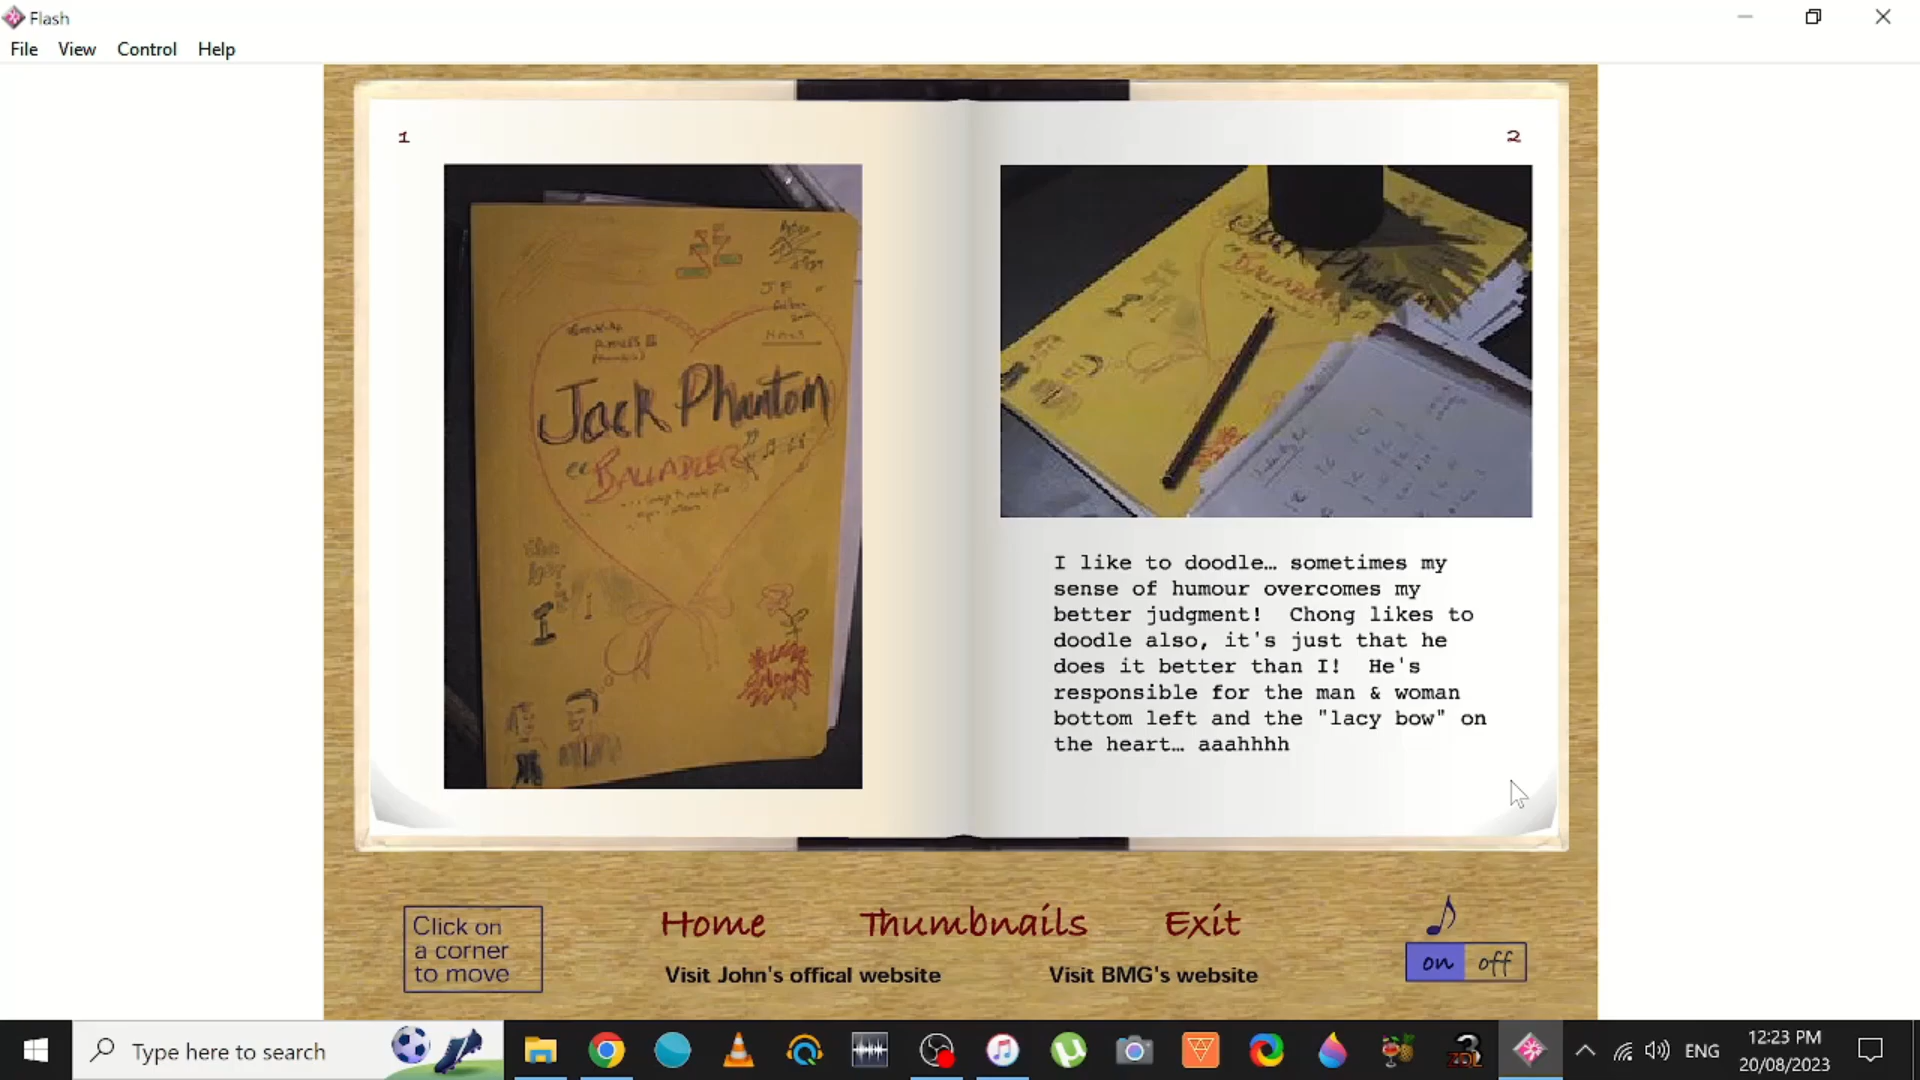 Flash
File View Control Help
1
2
Jack Phantom
"BALLADEER"
J F
Jack Phantom
"BALLADEER
I like to doodle… sometimes my
sense of humour overcomes my
better judgment! Chong likes to
doodle also, it's just that he
does it better than I! He's
responsible for the man & woman
bottom left and the "lacy bow" on
the heart… aaahhhh
Click on
a corner
to move
Home Thumbnails Exit
Visit John's offical website Visit BMG's website
on off
Type here to search
ENG
12:23 PM
20/08/2023